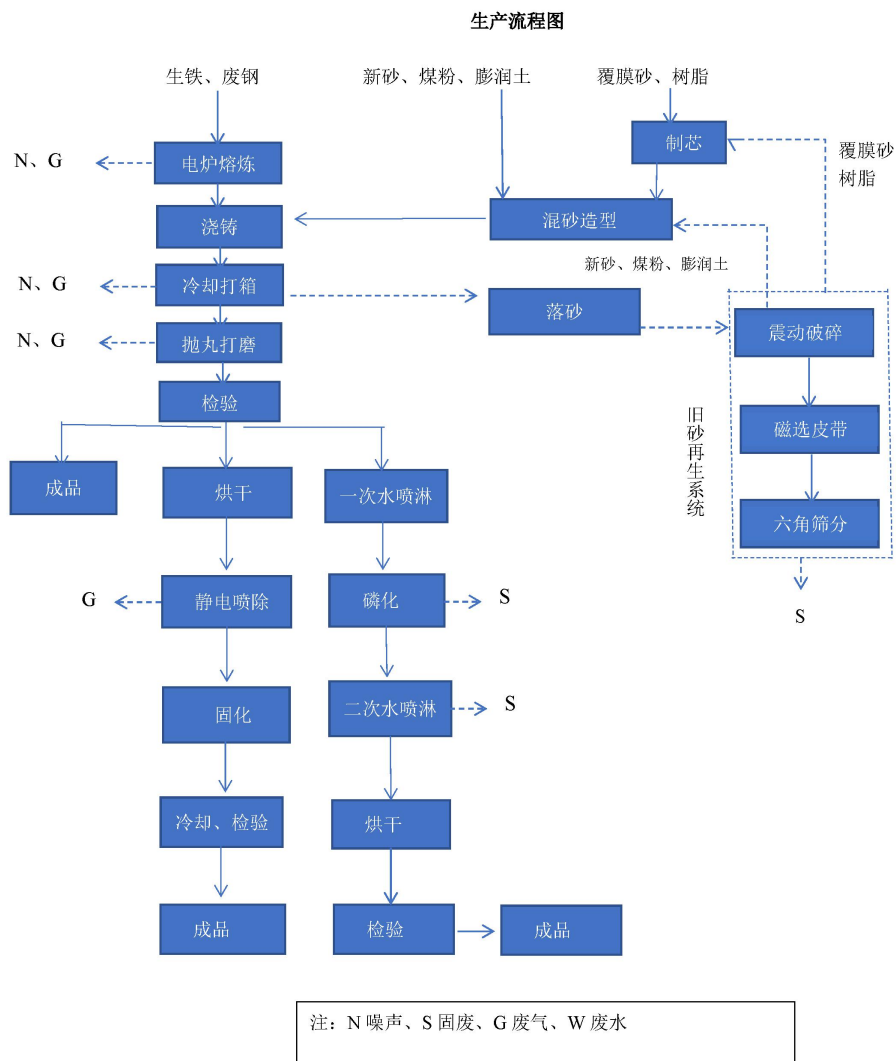 生产流程图
生铁、废钢
新砂、煤粉、膨润土
覆膜砂、树脂
制芯
N、G
电炉熔炼
覆膜砂
树脂
浇铸
混砂造型
新砂、煤粉、膨润土
N、G
冷却打箱
落砂
震动破碎
N、G
抛丸打磨
检验
旧砂再生系统
磁选皮带
成品
烘干
一次水喷淋
六角筛分
G
静电喷除
磷化
S
S
固化
二次水喷淋
S
冷却、检验
烘干
成品
检验
成品
注：N 噪声、S 固废、G 废气、W 废水